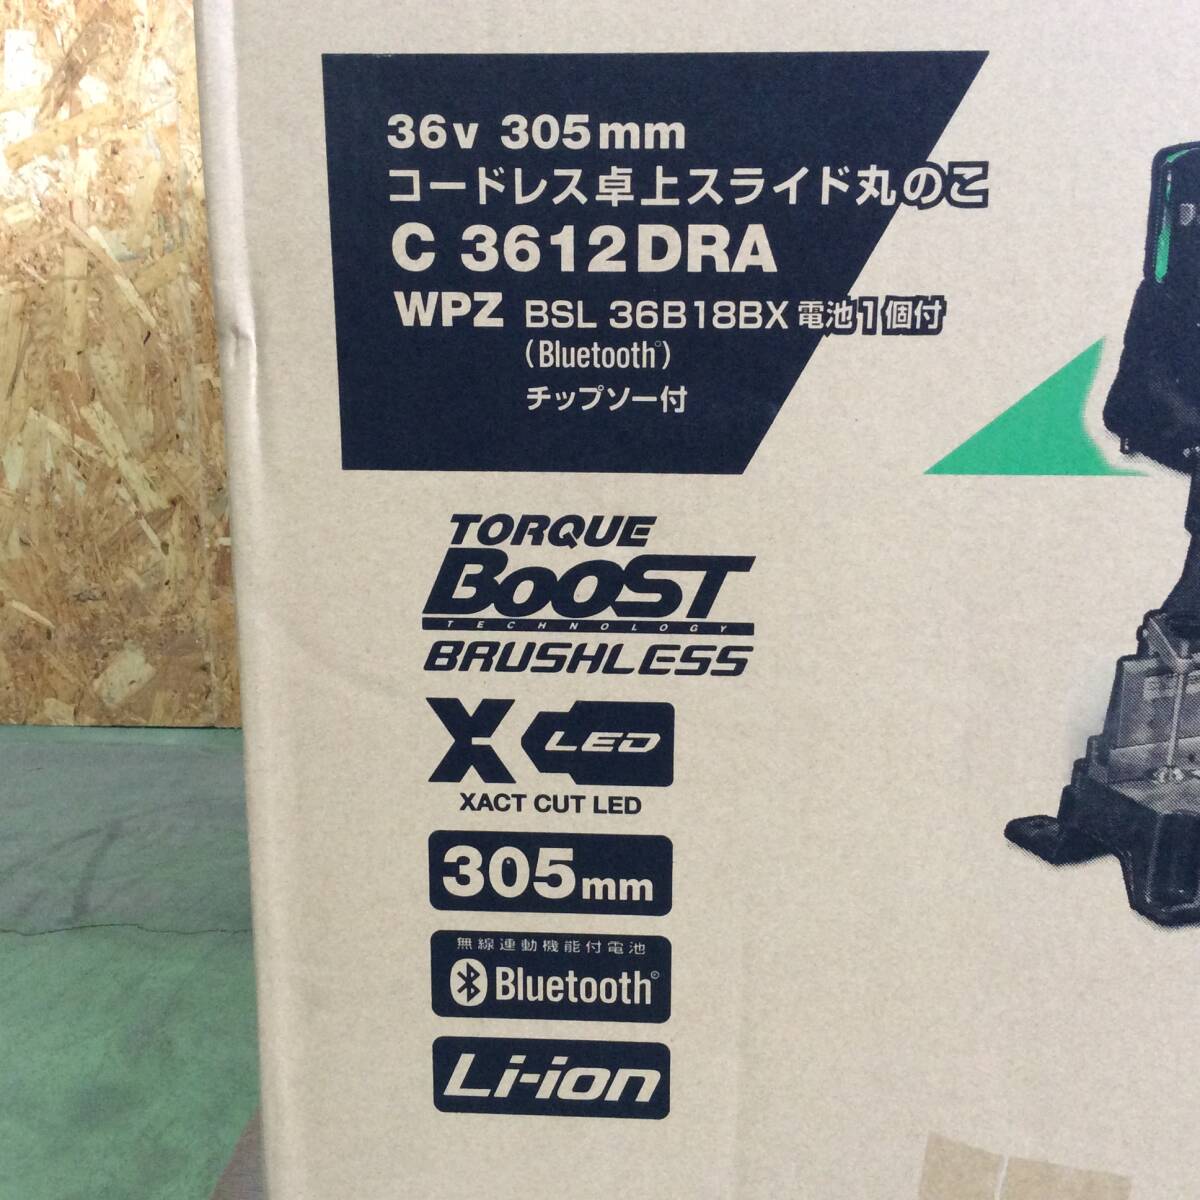 36v 305mm
コードレス卓上スライド丸のこ
C 3612DRA
WPZ BSL 36B18BX 電池1個付
(Bluetooth®)
チップソー付
TORQUE
BOOST
TECHNOLOGY
BRUSHLESS
X LED
XACT CUT LED
305mm
無線連動機能付電池
Bluetooth®
Li-ion